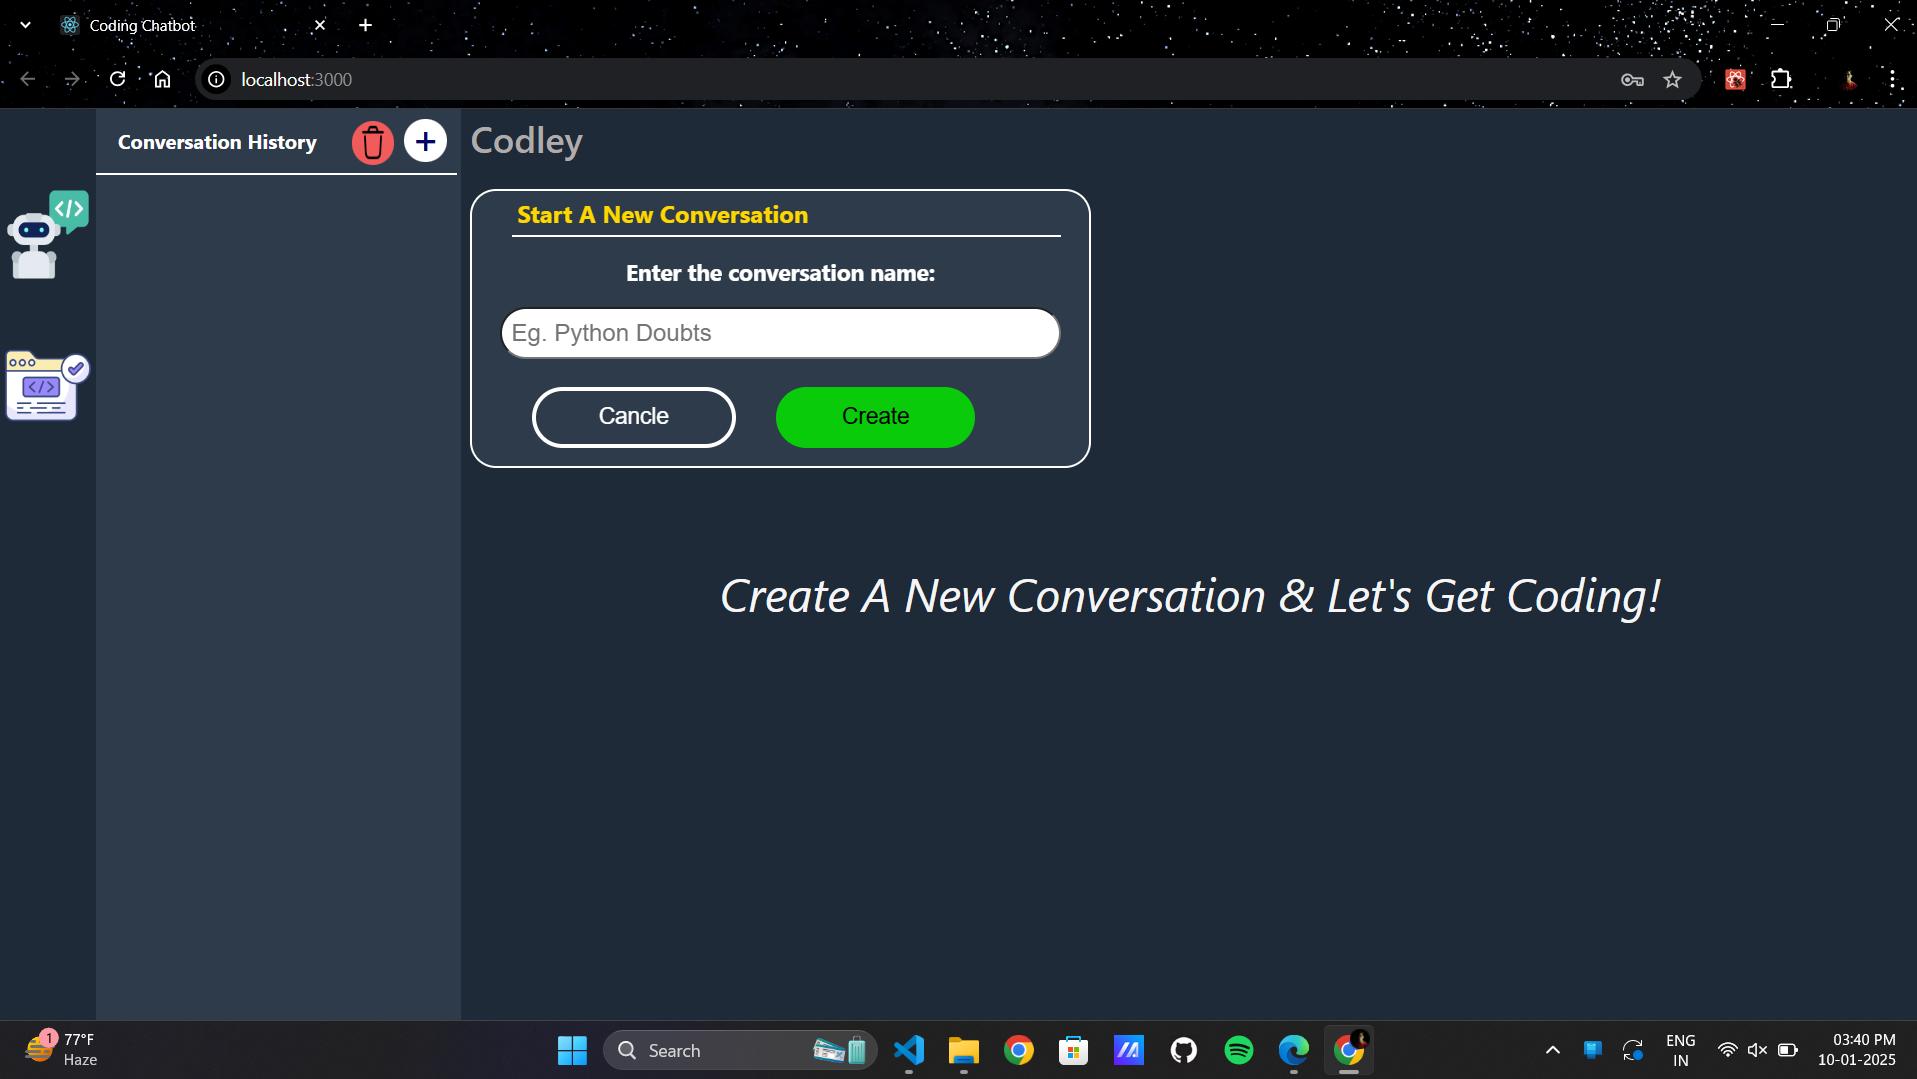 Coding Chatbot
localhost:3000
Conversation History
Codley
Start A New Conversation
Enter the conversation name:
Eg. Python Doubts
Cancle
Create
Create A New Conversation & Let's Get Coding!
1
77°F
Haze
Search
ENG
IN
03:40 PM
10-01-2025